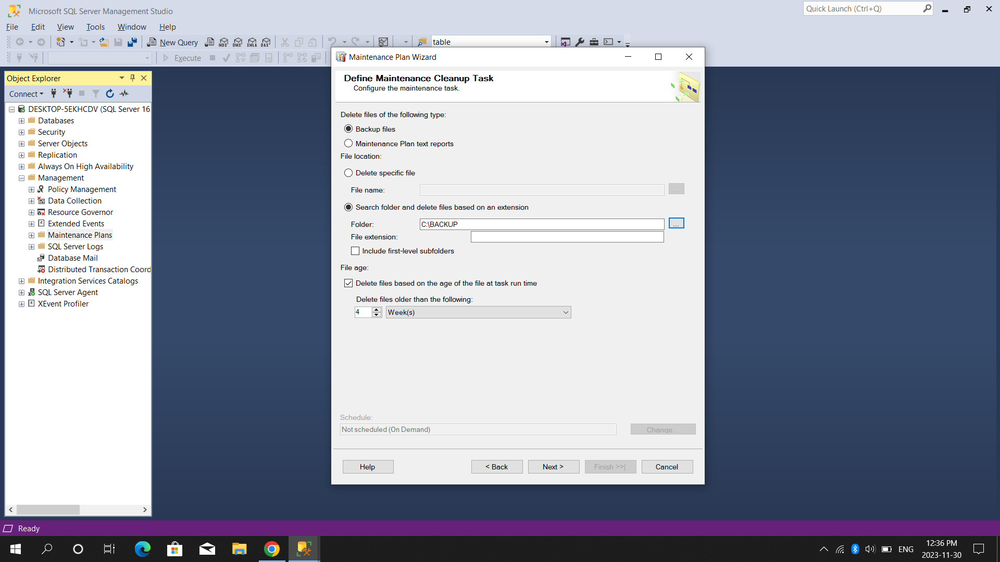 Microsoft SQL Server Management Studio
Quick Launch (Ctrl+Q)
File Edit View Tools Window Help
New Query MDX DMX XMLA DAX table
Execute
Maintenance Plan Wizard
Object Explorer
Connect
DESKTOP-5EKHCDV (SQL Server 16
Databases
Security
Server Objects
Replication
Always On High Availability
Management
Policy Management
Data Collection
Resource Governor
Extended Events
Maintenance Plans
SQL Server Logs
Database Mail
Distributed Transaction Coord
Integration Services Catalogs
SQL Server Agent
XEvent Profiler
Define Maintenance Cleanup Task
Configure the maintenance task.
Delete files of the following type:
Backup files
Maintenance Plan text reports
File location:
Delete specific file
File name: ...
Search folder and delete files based on an extension
Folder: C:\BACKUP ...
File extension:
Include first-level subfolders
File age:
Delete files based on the age of the file at task run time
Delete files older than the following:
4 Week(s)
Schedule:
Not scheduled (On Demand) Change...
Help < Back Next > Finish >>| Cancel
Ready
ENG
12:36 PM
2023-11-30